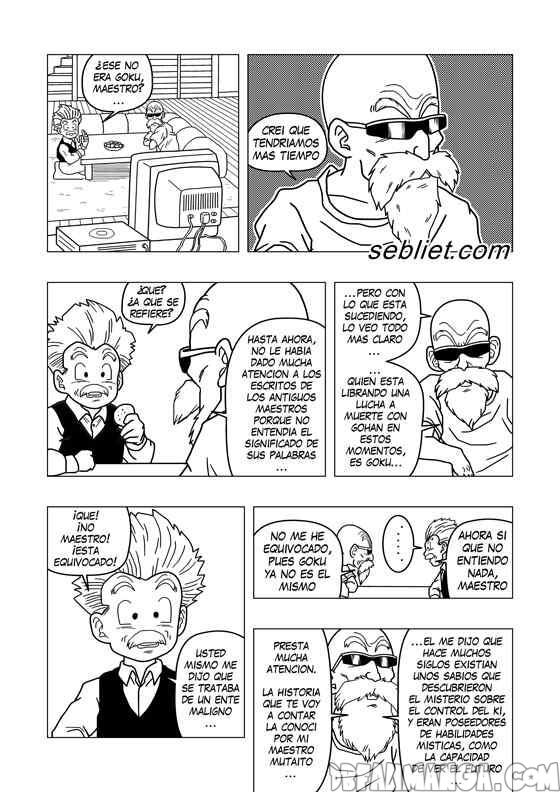 ¿ESE NO
ERA GOKU,
MAESTRO?
...
CREI QUE
TENDRIAMOS
MAS TIEMPO
sebliet.com
¿QUE?
¿A QUE SE
REFIERE?
HASTA AHORA,
NO LE HABIA
DADO MUCHA
ATENCION A LOS
ESCRITOS DE
LOS ANTIGUOS
MAESTROS
PORQUE NO
ENTENDIA EL
SIGNIFICADO DE
SUS PALABRAS
...
...PERO CON
LO QUE ESTA
SUCEDIENDO,
LO VEO TODO
MAS CLARO
...
...
QUIEN ESTA
LIBRANDO UNA
LUCHA A
MUERTE CON
GOHAN EN
ESTOS
MOMENTOS,
ES GOKU...
¡QUE!
¡NO
MAESTRO!
¡ESTA
EQUIVOCADO!
USTED
MISMO ME
DIJO QUE
SE TRATABA
DE UN ENTE
MALIGNO
NO ME HE
EQUIVOCADO,
PUES GOKU
YA NO ES EL
MISMO
.....
AHORA SI
QUE NO
ENTIENDO
NADA,
MAESTRO
PRESTA
MUCHA
ATENCION.
LA HISTORIA
QUE TE VOY
A CONTAR
LA CONOCI
POR MI
MAESTRO
MUTAITO
...
...EL ME DIJO QUE
HACE MUCHOS
SIGLOS EXISTIAN
UNOS SABIOS QUE
DESCUBRIERON
EL MISTERIO SOBRE
EL CONTROL DEL KI,
Y ERAN POSEEDORES
DE HABILIDADES
MISTICAS, COMO
LA CAPACIDAD
DE VER EL FUTURO
...
DBFANMANGA.COM